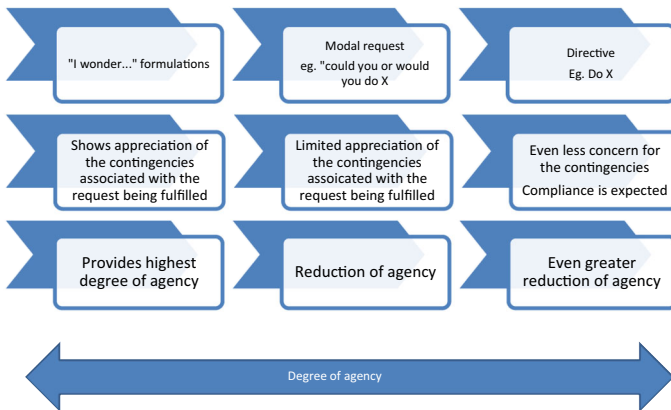 "I wonder..." formulations
Modal request
eg. "could you or would
you do X
Directive
Eg. Do X
Shows appreciation of
the contingencies
associated with the
request being fulfilled
Limited appreciation of
the contingencies
assoicated with the
request being fulfilled
Even less concern for
the contingencies
Compliance is expected
Provides highest
degree of agency
Reduction of agency
Even greater
reduction of agency
Degree of agency